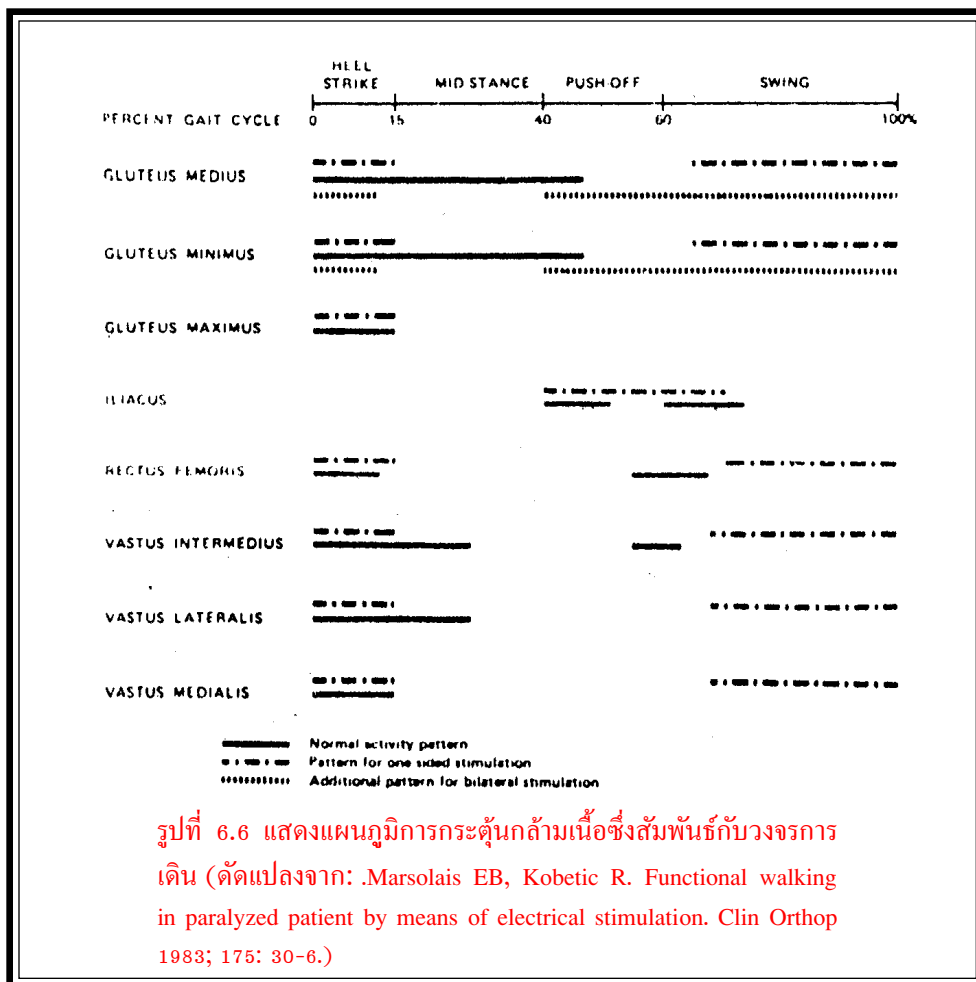 HEEL
STRIKE MID STANCE PUSH-OFF SWING
PERCENT GAIT CYCLE 0 15 40 60 100%
GLUTEUS MEDIUS
GLUTEUS MINIMUS
GLUTEUS MAXIMUS
ILIACUS
RECTUS FEMORIS
VASTUS INTERMEDIUS
VASTUS LATERALIS
VASTUS MEDIALIS
Normal activity pattern
Pattern for one sided stimulation
Additional pattern for bilateral stimulation
รูปที่ 6.6 แสดงแผนภูมิการกระตุ้นกล้ามเนื้อซึ่งสัมพันธ์กับวงจรการ
เดิน (ดัดแปลงจาก: .Marsolais EB, Kobetic R. Functional walking
in paralyzed patient by means of electrical stimulation. Clin Orthop
1983; 175: 30-6.)